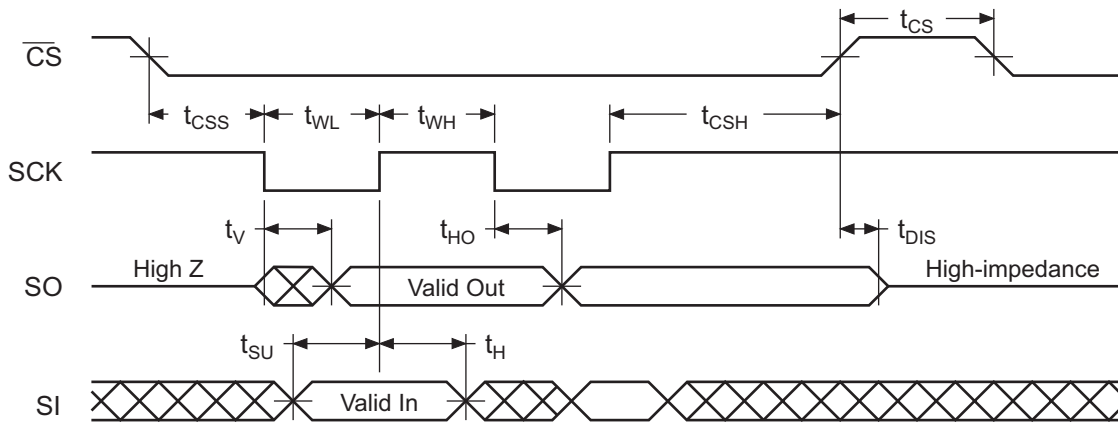 t_CS
C̅S̅
t_CSS t_WL t_WH t_CSH
SCK
t_V t_HO t_DIS
High Z High-impedance
SO Valid Out
t_SU t_H
SI Valid In